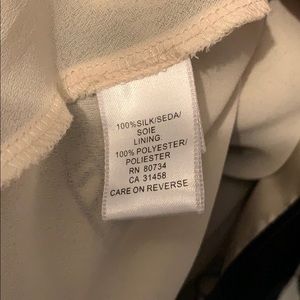 100%SILK/SEDA/
SOIE
LINING:
100%POLYESTER/
POLIESTER
RN 80734
CA 31458
CARE ON REVERSE